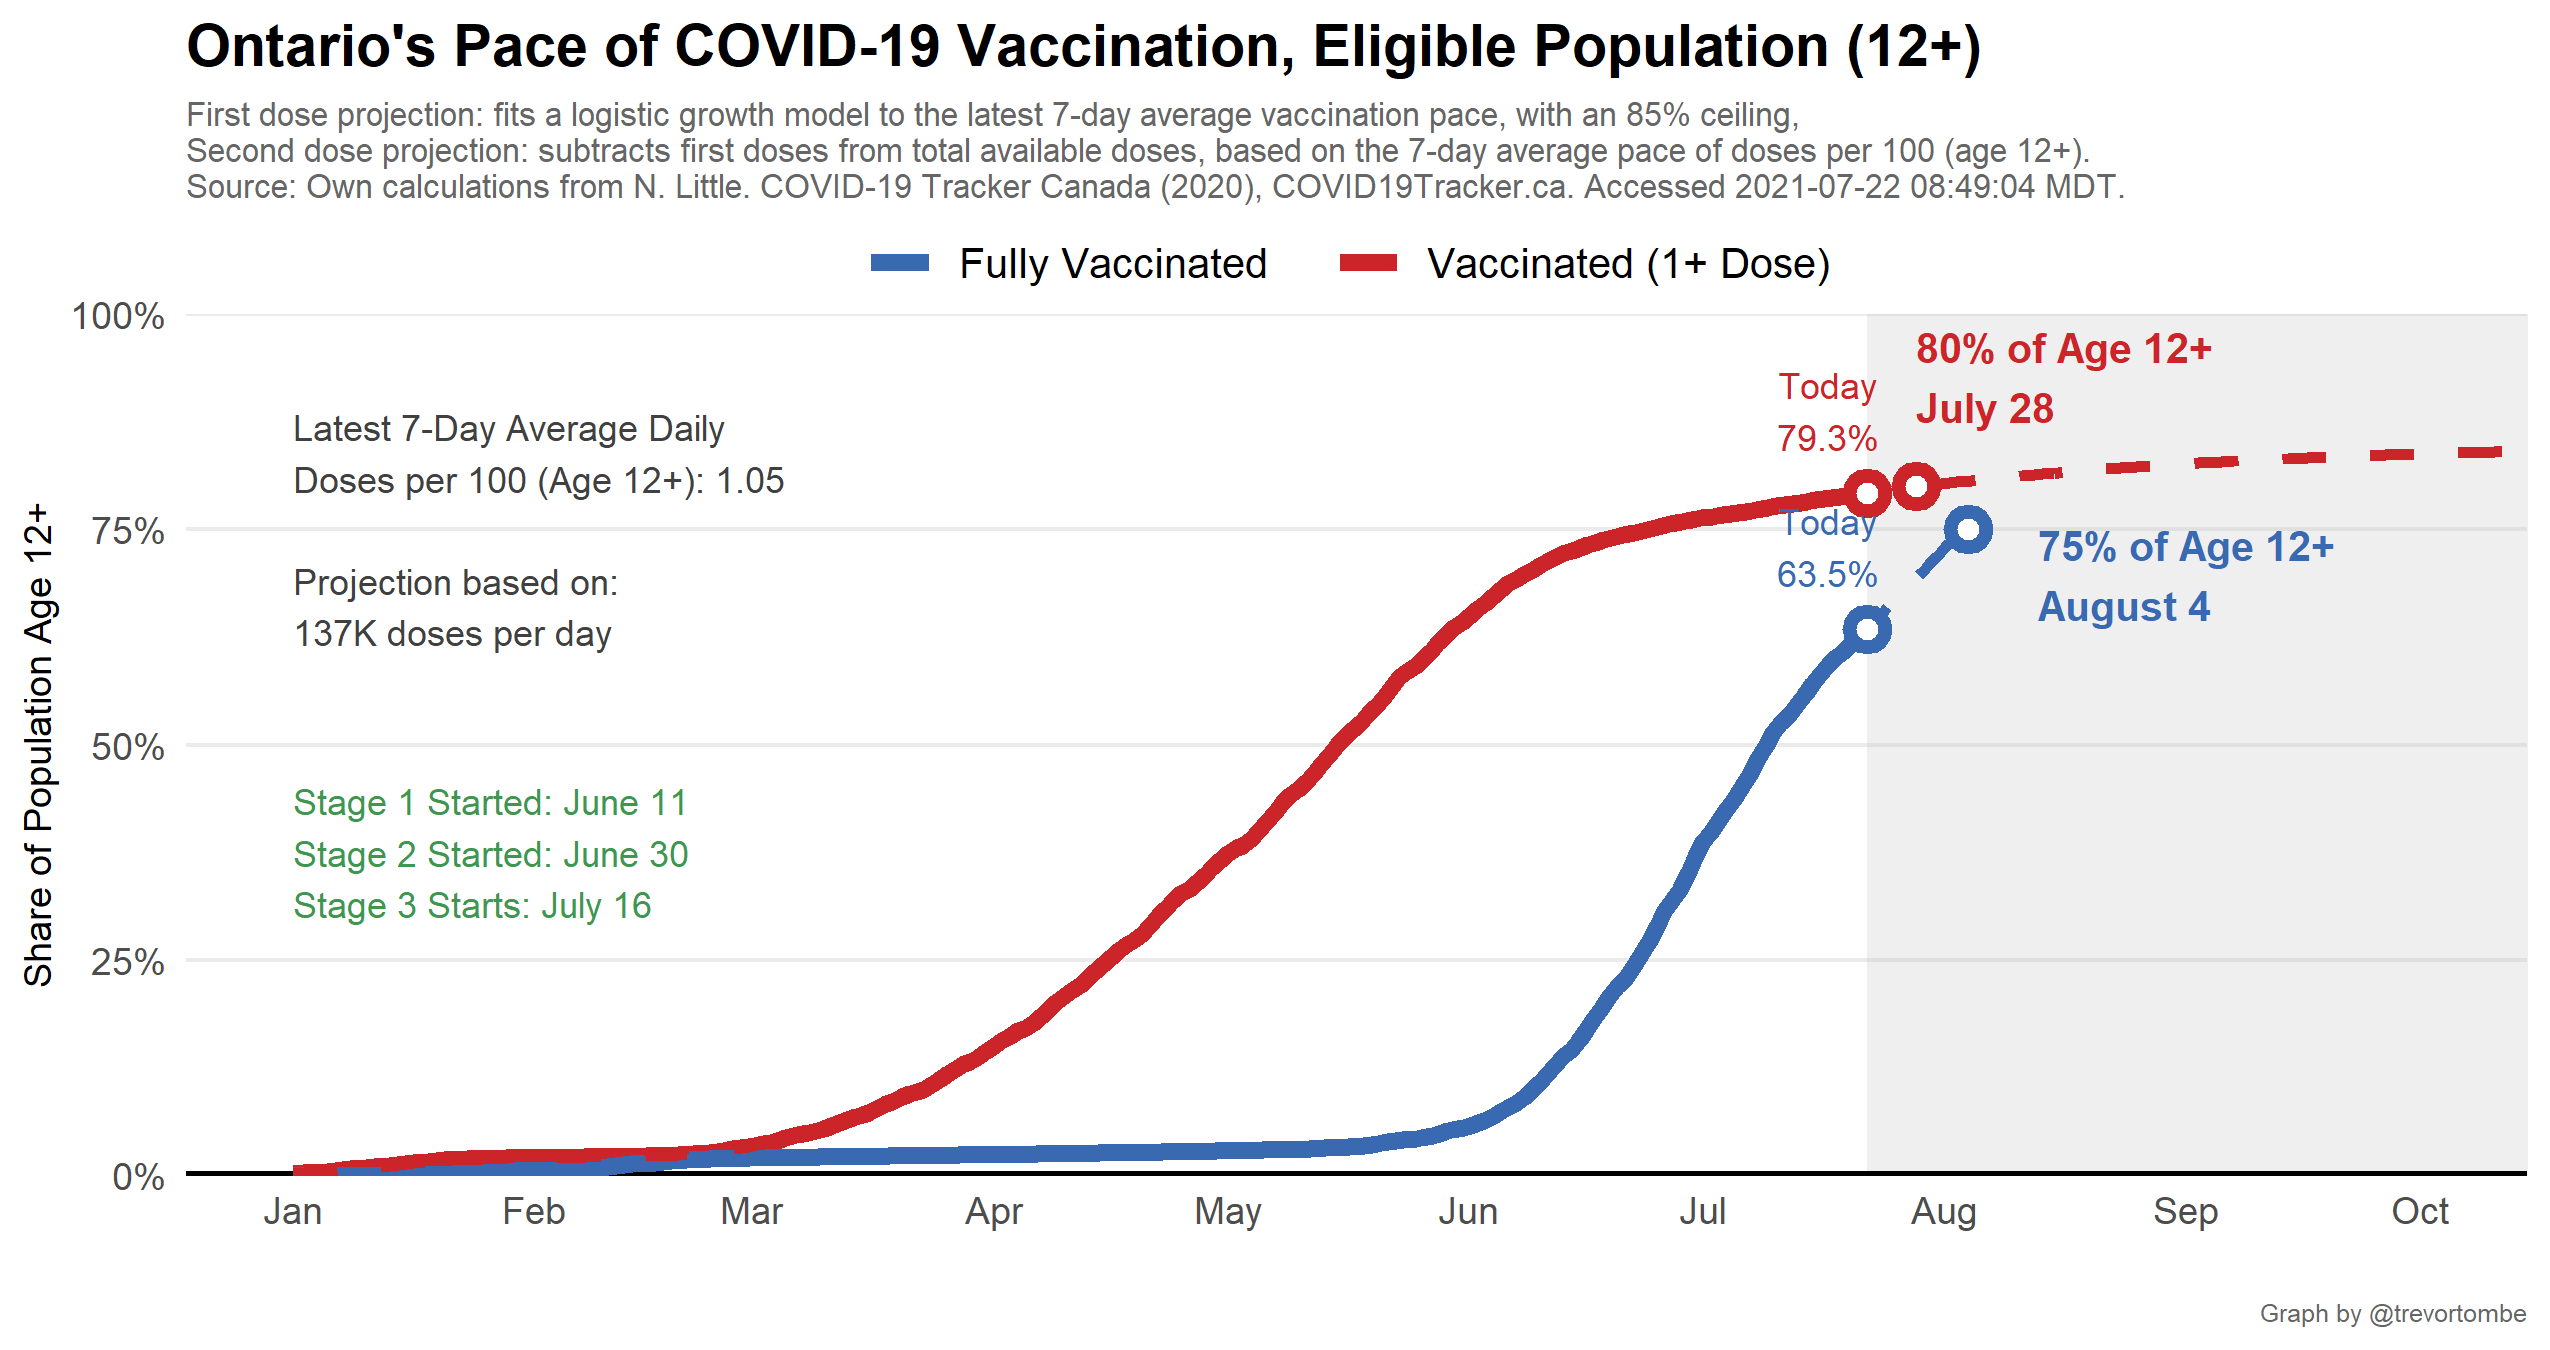 Ontario's Pace of COVID-19 Vaccination, Eligible Population (12+)
First dose projection: fits a logistic growth model to the latest 7-day average vaccination pace, with an 85% ceiling,
Second dose projection: subtracts first doses from total available doses, based on the 7-day average pace of doses per 100 (age 12+).
Source: Own calculations from N. Little. COVID-19 Tracker Canada (2020), COVID19Tracker.ca. Accessed 2021-07-22 08:49:04 MDT.
Fully Vaccinated
Vaccinated (1+ Dose)
Share of Population Age 12+
100%
75%
50%
25%
0%
Latest 7-Day Average Daily
Doses per 100 (Age 12+): 1.05
Projection based on:
137K doses per day
Stage 1 Started: June 11
Stage 2 Started: June 30
Stage 3 Starts: July 16
Today
79.3%
80% of Age 12+
July 28
Today
63.5%
75% of Age 12+
August 4
Jan
Feb
Mar
Apr
May
Jun
Jul
Aug
Sep
Oct
Graph by @trevortombe